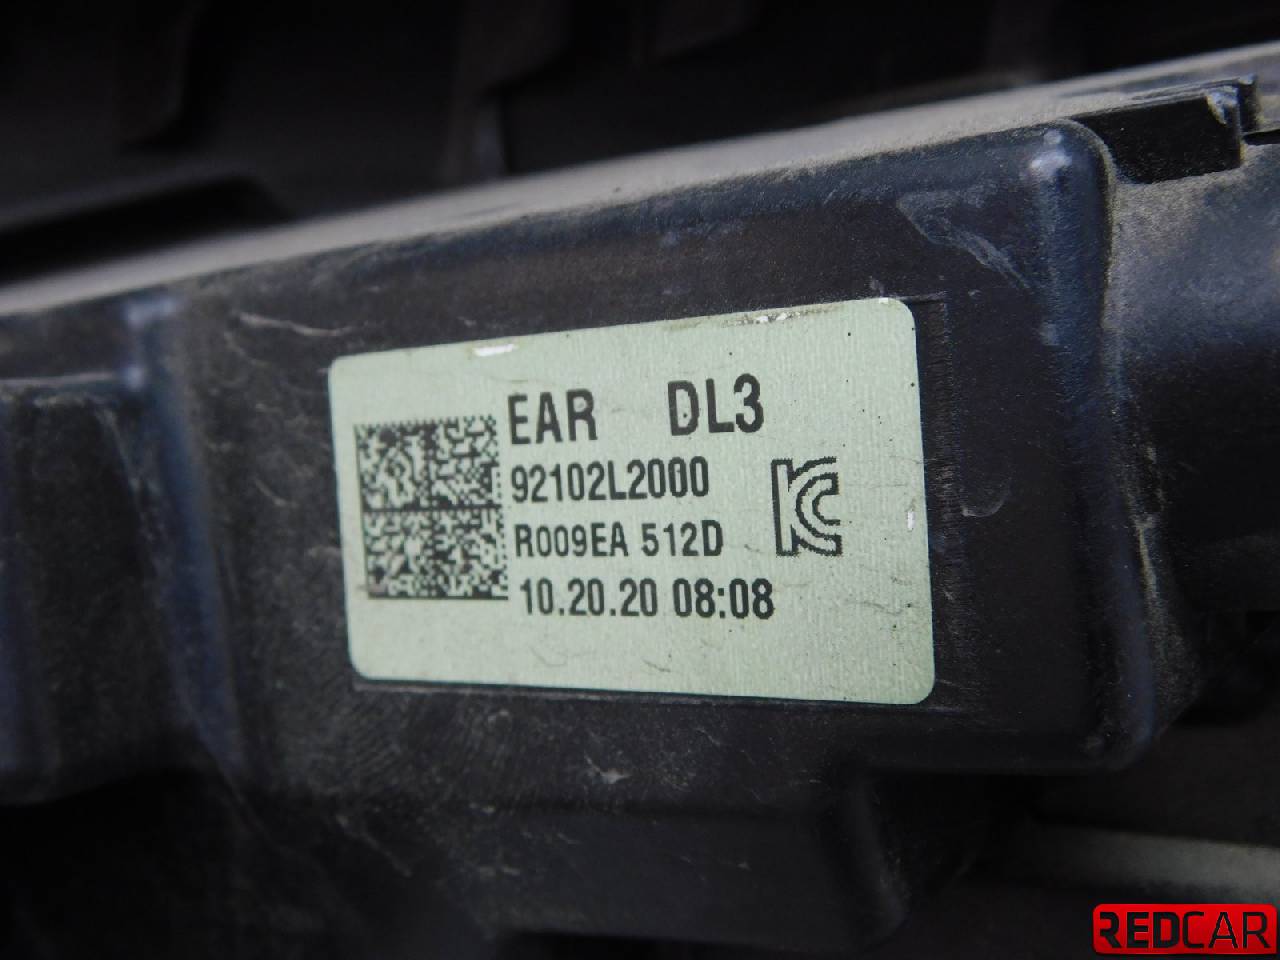 EAR DL3
92102L2000
R009EA 512D
10.20.20 08:08
REDCAR